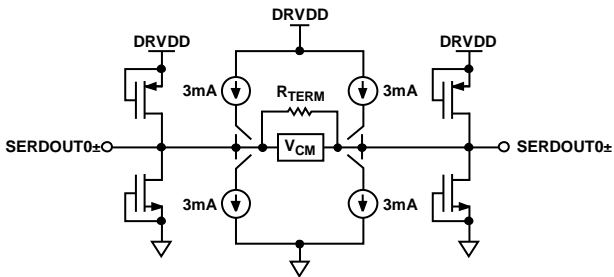 DRVDD
DRVDD
DRVDD
3mA
RTERM
3mA
SERDOUT0±
VCM
SERDOUT0±
3mA
3mA